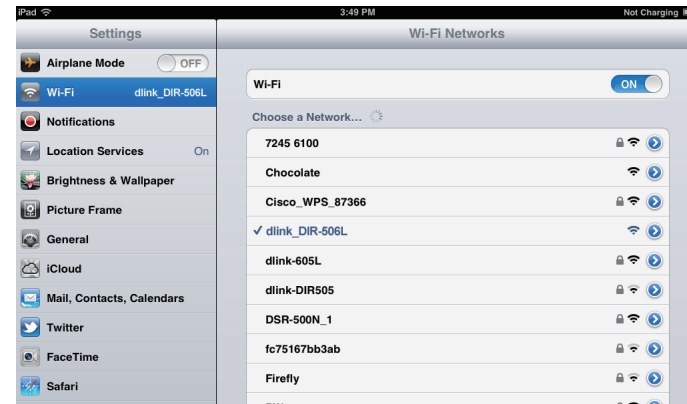 iPad 3:49 PM Not Charging
Settings
Airplane Mode OFF
Wi-Fi dlink_DIR-506L
Notifications
Location Services On
Brightness & Wallpaper
Picture Frame
General
iCloud
Mail, Contacts, Calendars
Twitter
FaceTime
Safari
Wi-Fi Networks
Wi-Fi ON
Choose a Network...
7245 6100
Chocolate
Cisco_WPS_87366
✓ dlink_DIR-506L
dlink-605L
dlink-DIR505
DSR-500N_1
fc75167bb3ab
Firefly